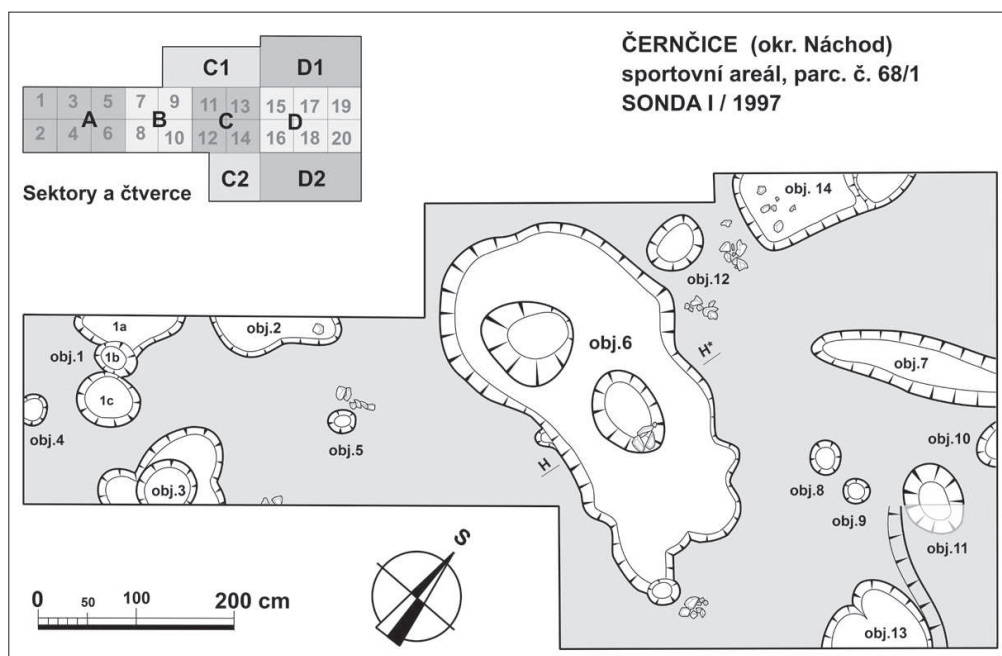 ČERNČICE (okr. Náchod)
sportovní areál, parc. č. 68/1
SONDA I / 1997
C1 D1
1 3 5 7 9 11 13 15 17 19
A B C D
2 4 6 8 10 12 14 16 18 20
C2 D2
Sektory a čtverce
obj. 14
obj.12
1a
obj.2
obj.1
1b
obj.6
H*
obj.7
1c
obj.4
obj.5
obj.10
H
obj.3
obj.8
obj.9
obj.11
S
0 50 100 200 cm
obj.13